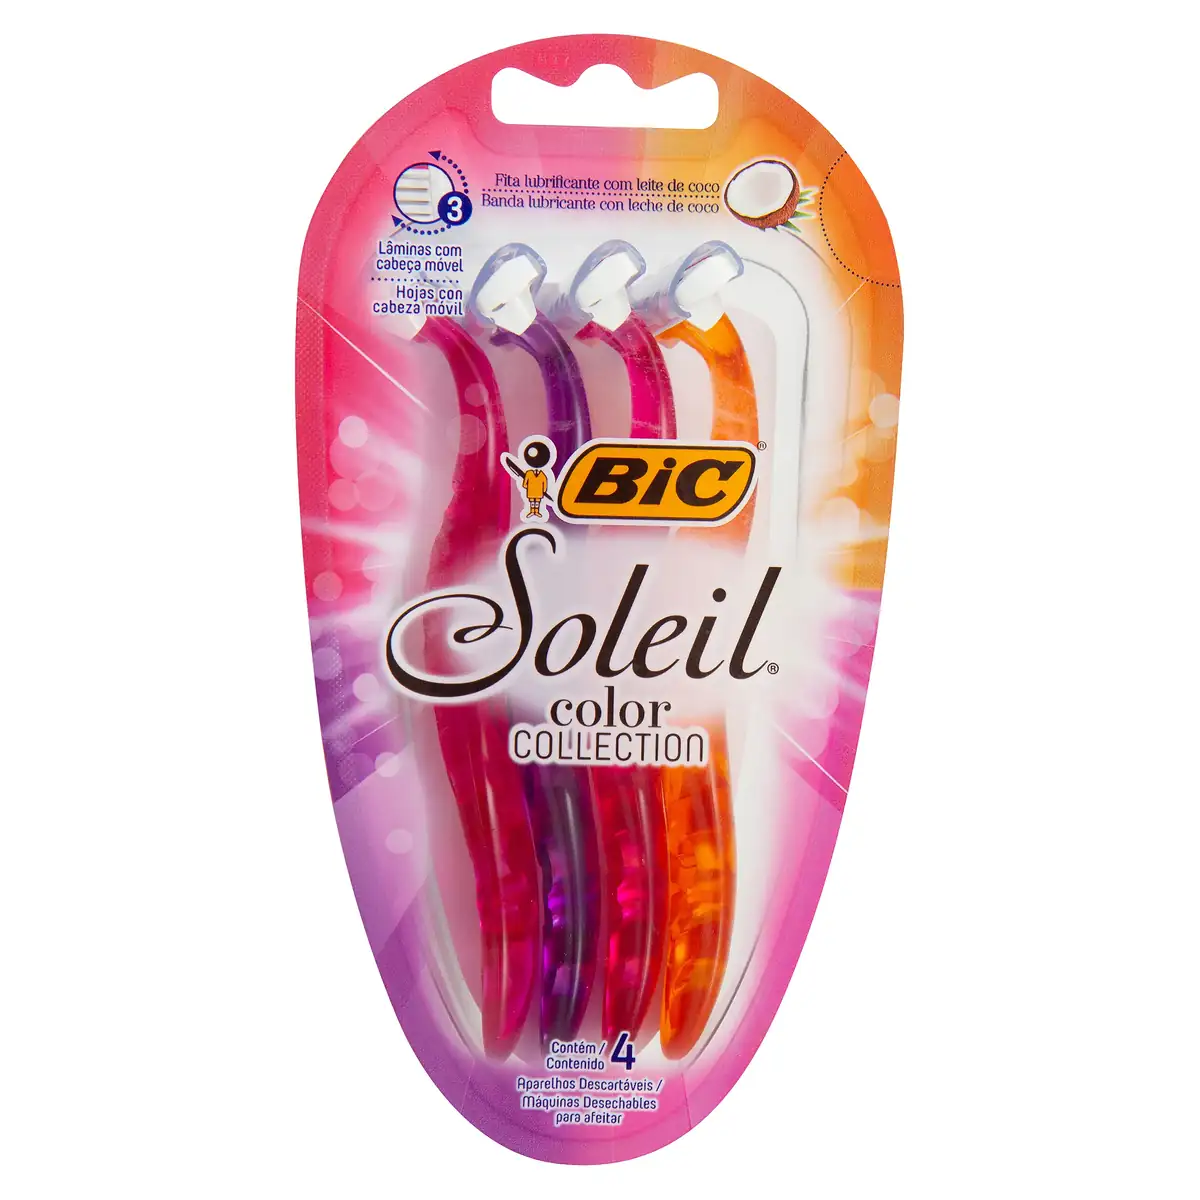 Fita lubrificante com leite de coco
Banda lubricante con leche de coco
3
Lâminas com
cabeça móvel
Hojas con
cabeza móvil
BiC®
Soleil®
color
COLLECTION
Contém /
Contenido 4
Aparelhos Descartáveis /
Máquinas Desechables
para afeitar